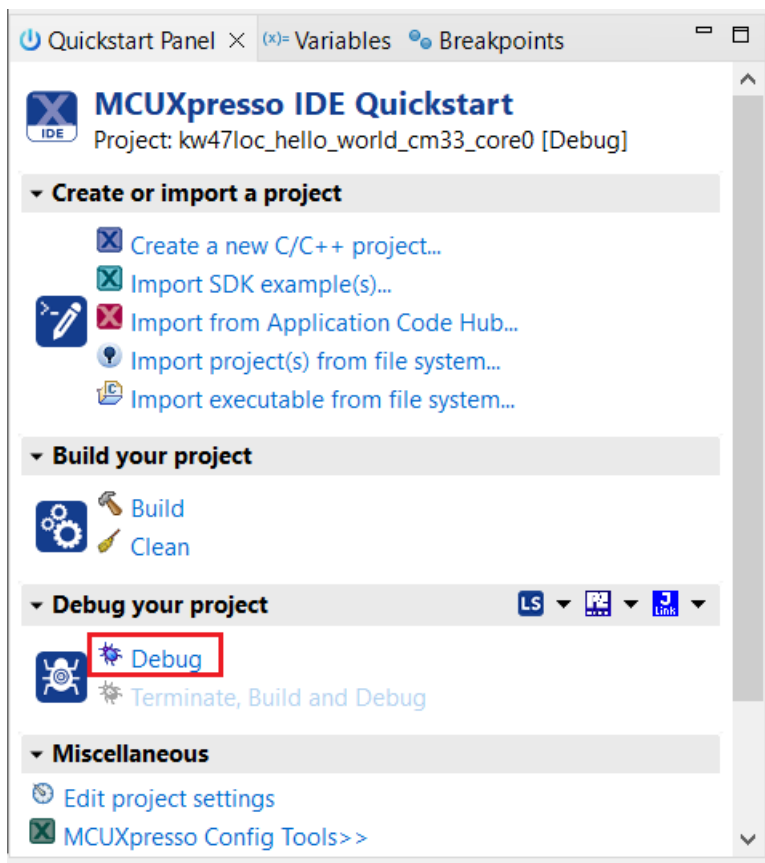 Quickstart Panel (x)= Variables Breakpoints
MCUXpresso IDE Quickstart
IDE
Project: kw47loc_hello_world_cm33_core0 [Debug]
Create or import a project
Create a new C/C++ project...
Import SDK example(s)...
Import from Application Code Hub...
Import project(s) from file system...
Import executable from file system...
Build your project
Build
Clean
Debug your project LS PE J Link
Debug
Terminate, Build and Debug
Miscellaneous
Edit project settings
MCUXpresso Config Tools>>